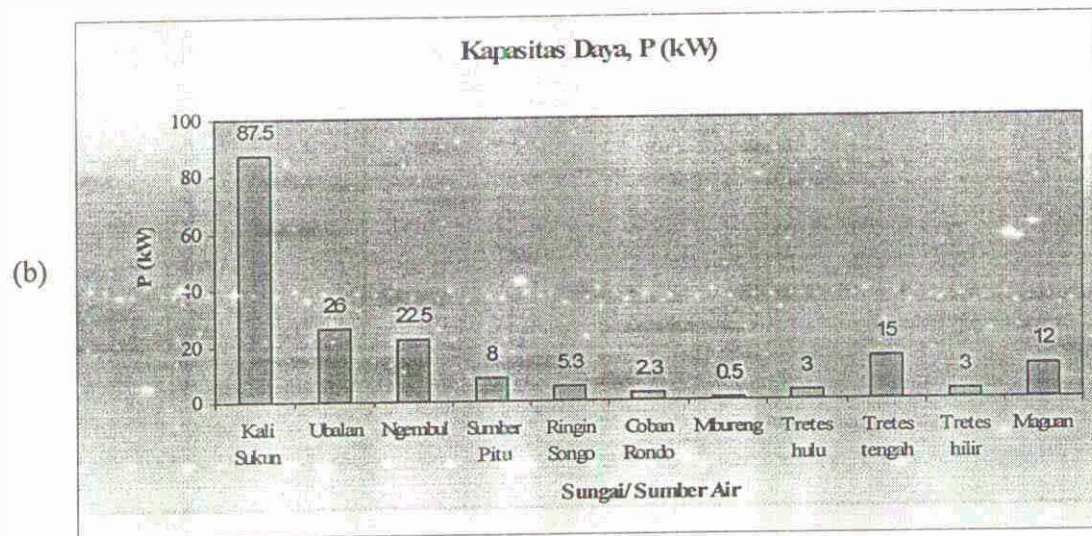 Kapasitas Daya, P (kW)
(b)
P (kW)
100
80
60
40
20
0
87.5
26
22.5
8
5.3
2.3
0.5
3
15
3
12
Kali Sukun
Ubalan
Ngembul
Sumber Pitu
Ringin Songo
Coban Rondo
Mbureng
Tretes hulu
Tretes tengah
Tretes hilir
Maguan
Sungai/ Sumber Air